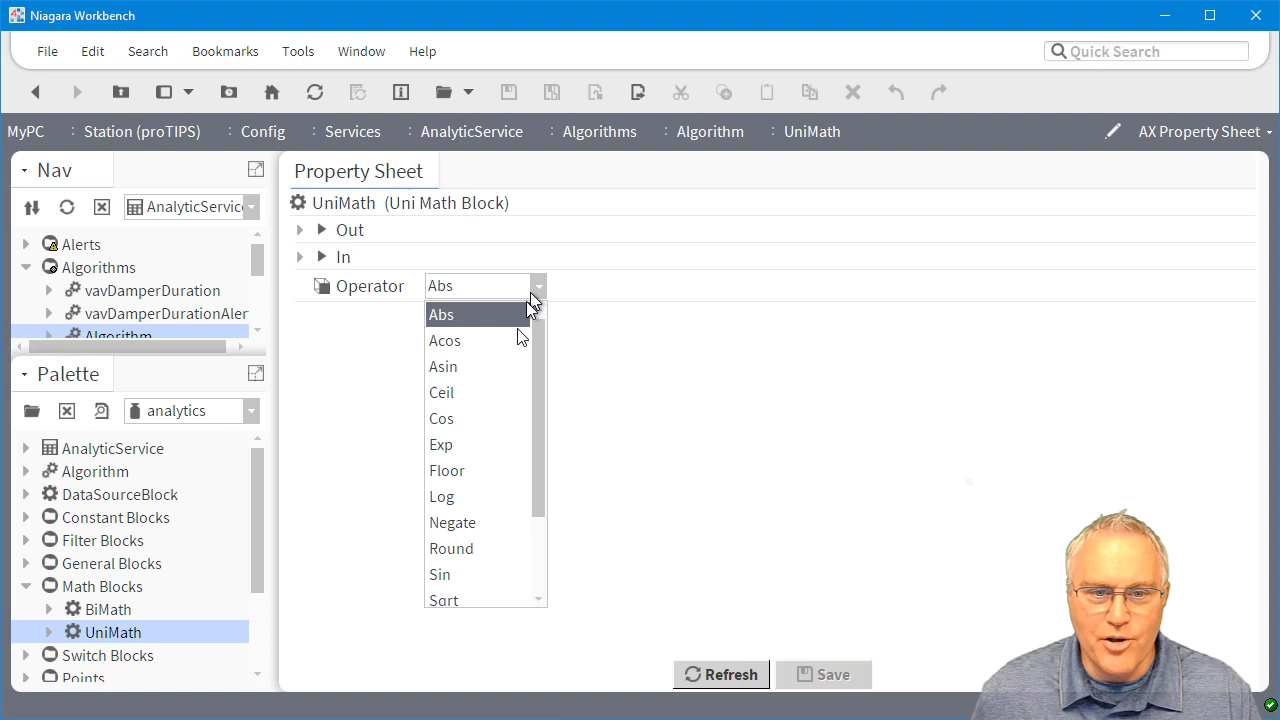 Niagara Workbench
File Edit Search Bookmarks Tools Window Help
Quick Search
MyPC : Station (proTIPS) : Config : Services : AnalyticService : Algorithms : Algorithm : UniMath
AX Property Sheet
Nav
AnalyticService
Alerts
Algorithms
vavDamperDuration
vavDamperDurationAler
Algorithm
Palette
analytics
AnalyticService
Algorithm
DataSourceBlock
Constant Blocks
Filter Blocks
General Blocks
Math Blocks
BiMath
UniMath
Switch Blocks
Points
Property Sheet
UniMath (Uni Math Block)
Out
In
Operator Abs
Abs
Acos
Asin
Ceil
Cos
Exp
Floor
Log
Negate
Round
Sin
Sqrt
Refresh
Save